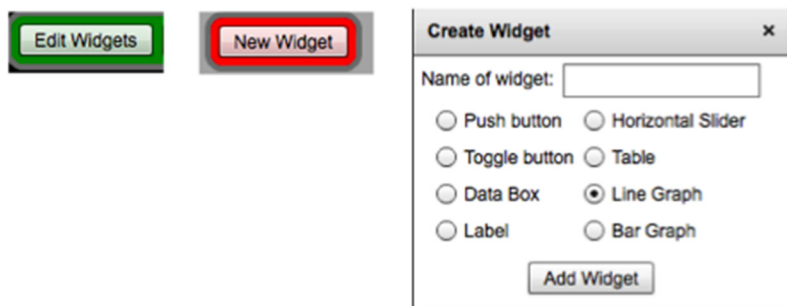 Edit Widgets
New Widget
Create Widget ×
Name of widget:
Push button Horizontal Slider
Toggle button Table
Data Box Line Graph
Label Bar Graph
Add Widget